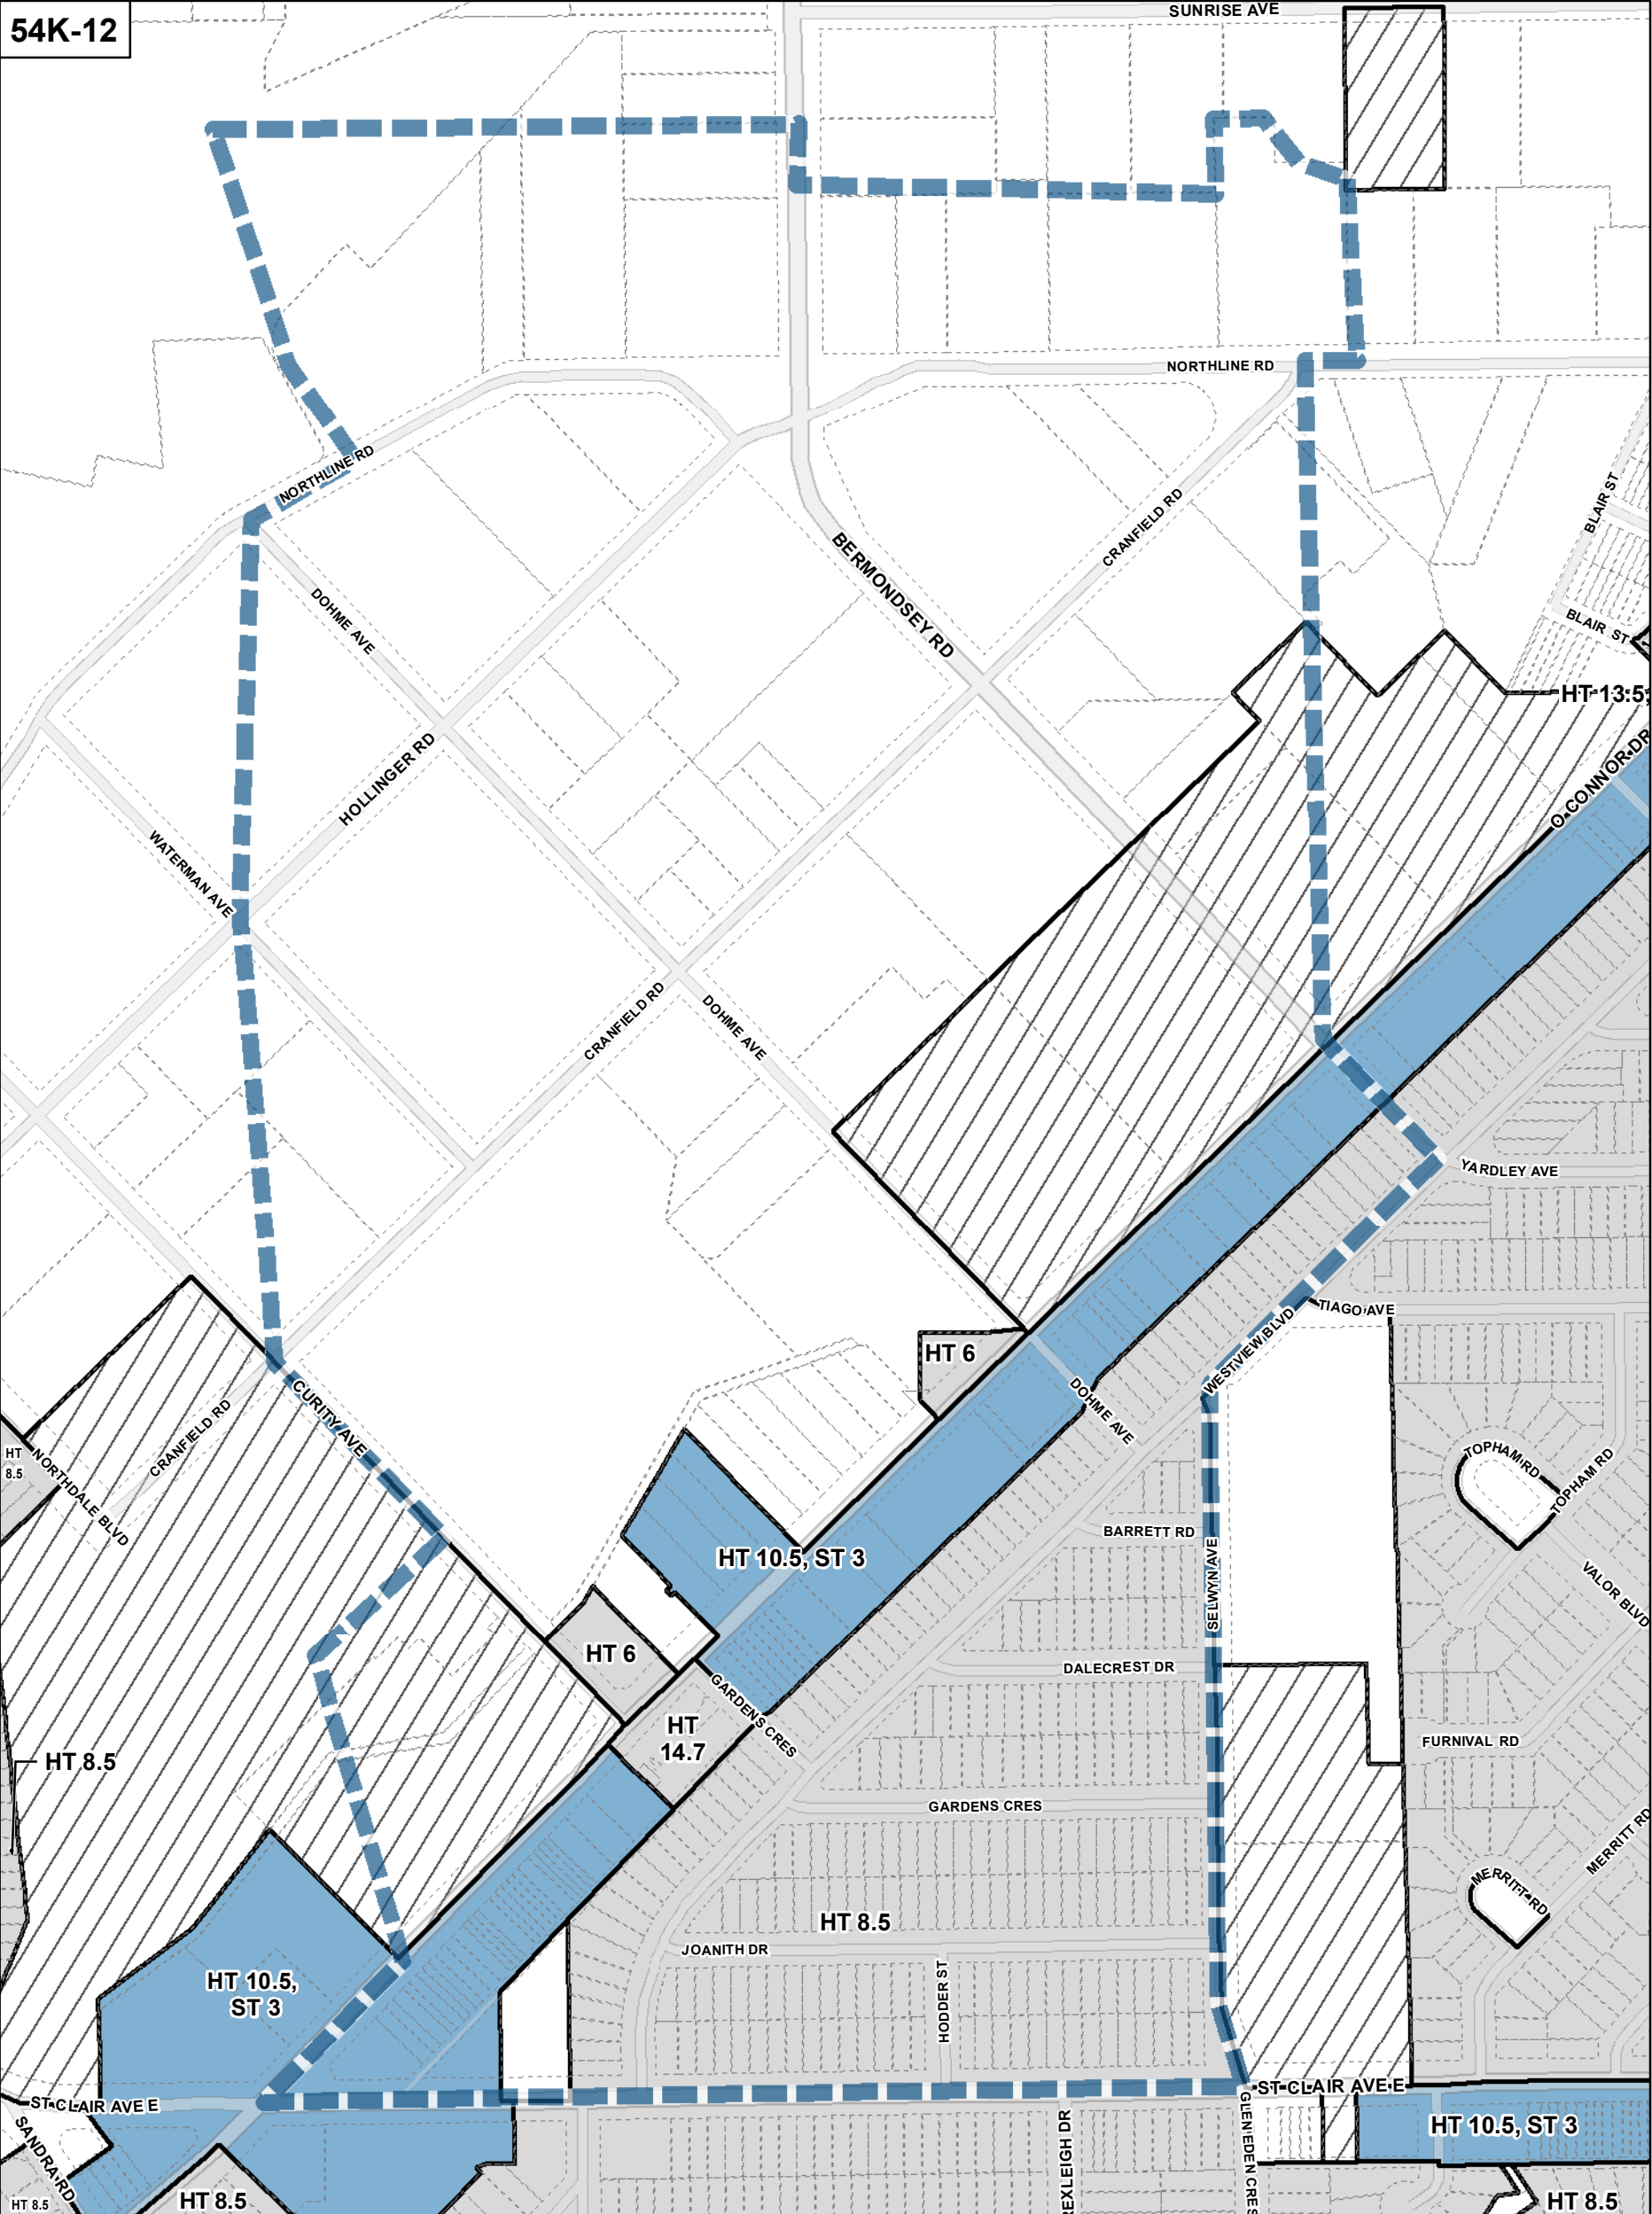 54K-12
SUNRISE AVE
NORTHLINE RD
NORTHLINE RD
BLAIR ST
CRANFIELD RD
BERMONDSEY RD
DOHME AVE
BLAIR ST
HT 13.5,
HOLLINGER RD
O CONNOR DR
WATERMAN AVE
CRANFIELD RD
DOHME AVE
YARDLEY AVE
TIAGO AVE
WESTVIEW BLVD
HT 6
DOHME AVE
CURITY AVE
CRANFIELD RD
HT
8.5
NORTHDALE BLVD
TOPHAM RD
TOPHAM RD
BARRETT RD
HT 10.5, ST 3
SELWYN AVE
VALOR BLVD
HT 6
DALECREST DR
GARDENS CRES
HT
14.7
FURNIVAL RD
HT 8.5
GARDENS CRES
MERRITT RD
MERRITT RD
HT 8.5
JOANITH DR
HODDER ST
HT 10.5,
ST 3
ST CLAIR AVE E
ST CLAIR AVE E
SANDRA RD
REXLEIGH DR
GLEN EDEN CRES
HT 10.5, ST 3
HT 8.5
HT 8.5
HT 8.5